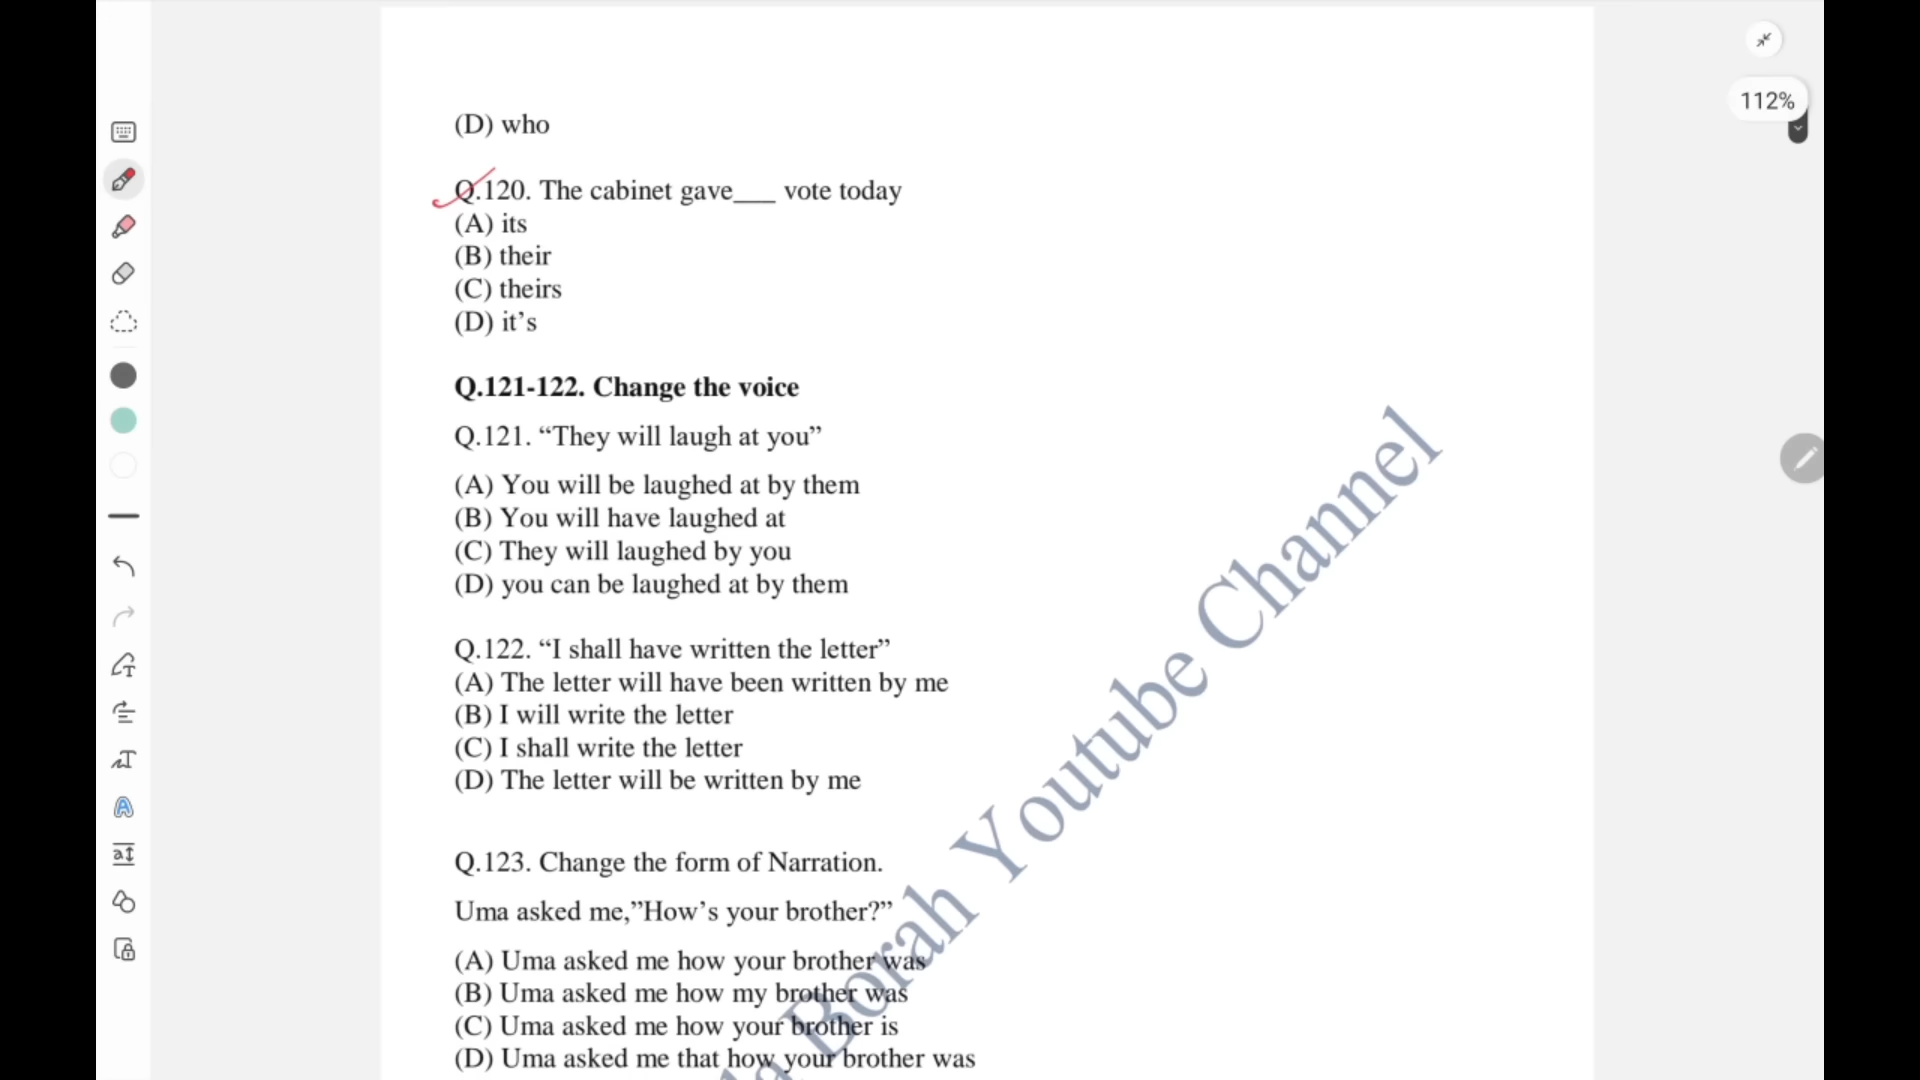 112%
(D) who
Q.120. The cabinet gave___ vote today
(A) its
(B) their
(C) theirs
(D) it’s
Q.121-122. Change the voice
Q.121. “They will laugh at you”
(A) You will be laughed at by them
(B) You will have laughed at
(C) They will laughed by you
(D) you can be laughed at by them
Q.122. “I shall have written the letter”
(A) The letter will have been written by me
(B) I will write the letter
(C) I shall write the letter
(D) The letter will be written by me
Q.123. Change the form of Narration.
Uma asked me,”How’s your brother?”
(A) Uma asked me how your brother was
(B) Uma asked me how my brother was
(C) Uma asked me how your brother is
(D) Uma asked me that how your brother was
Borah Youtube Channel